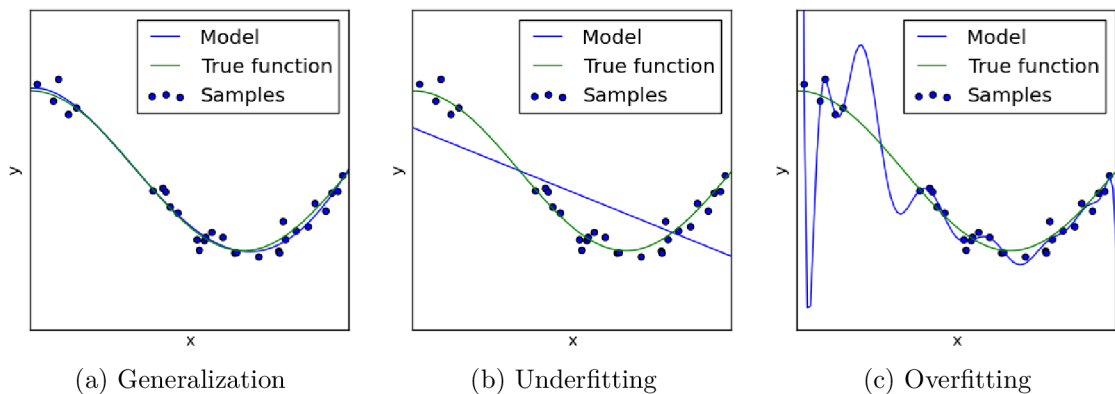 Model
True function
Samples
y
x
(a) Generalization
Model
True function
Samples
y
x
(b) Underfitting
Model
True function
Samples
y
x
(c) Overfitting